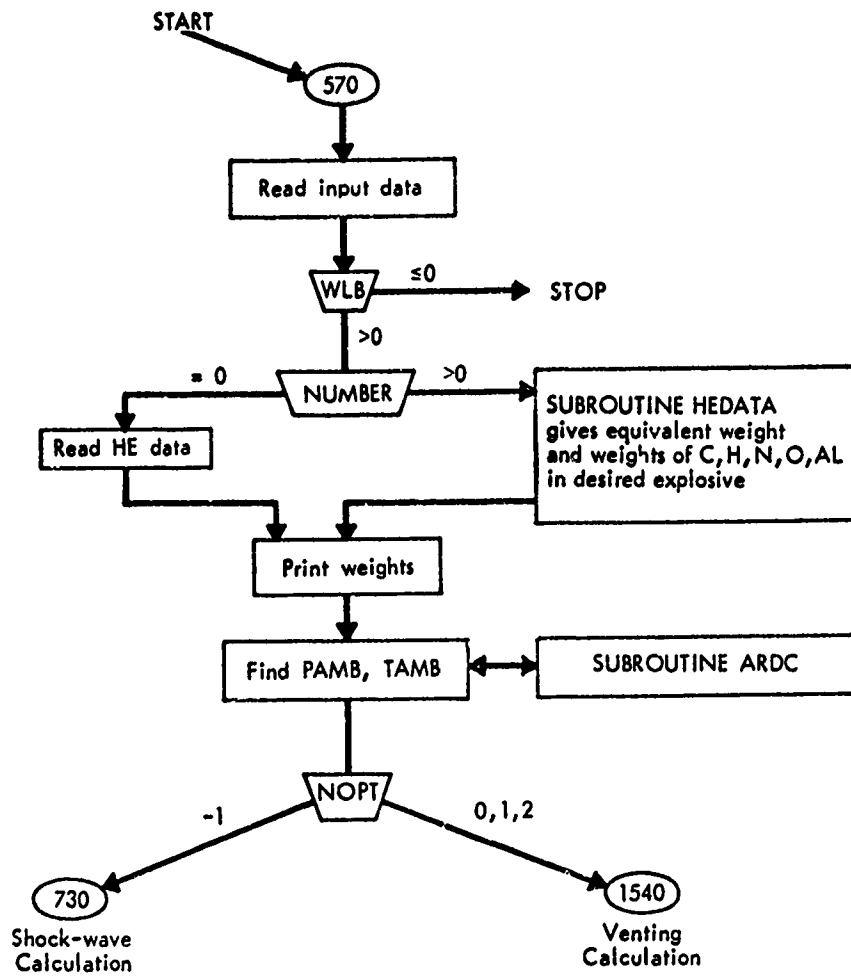 START
570
Read input data
WLB
≤0
STOP
>0
= 0
NUMBER
>0
SUBROUTINE HEDATA
gives equivalent weight
and weights of C,H,N,O,AL
in desired explosive
Read HE data
Print weights
Find PAMB, TAMB
SUBROUTINE ARDC
NOPT
-1
0,1,2
730
1540
Shock-wave
Calculation
Venting
Calculation